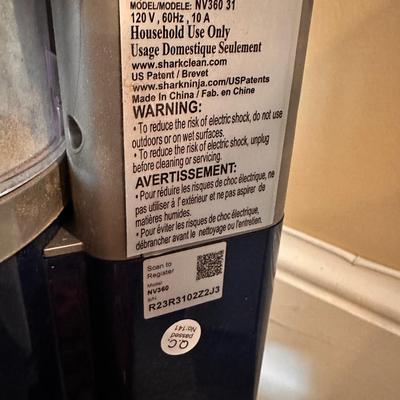 MODEL/MODELE: NV360 31
120 V , 60Hz , 10 A
Household Use Only
Usage Domestique Seulement
www.sharkclean.com
US Patent / Brevet
www.sharkninja.com/USPatents
Made In China / Fab. en Chine
WARNING:
• To reduce the risk of electric shock, do not use
outdoors or on wet surfaces.
• To reduce the risk of electric shock, unplug
before cleaning or servicing.
AVERTISSEMENT:
• Pour réduire les risques de choc électrique, ne
pas utiliser à l' extérieur et ne pas aspirer de
matières humides.
• Pour éviter les risques de choc électrique,
débrancher avant le nettoyage ou l'entretien.
Scan to
Register
Model:
NV360
S/N:
R23R3102Z2J3
Q.C.
passed
No:141